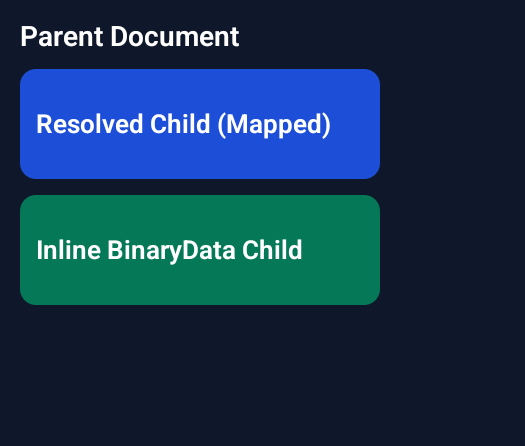 Parent Document
Resolved Child (Mapped)
Inline BinaryData Child